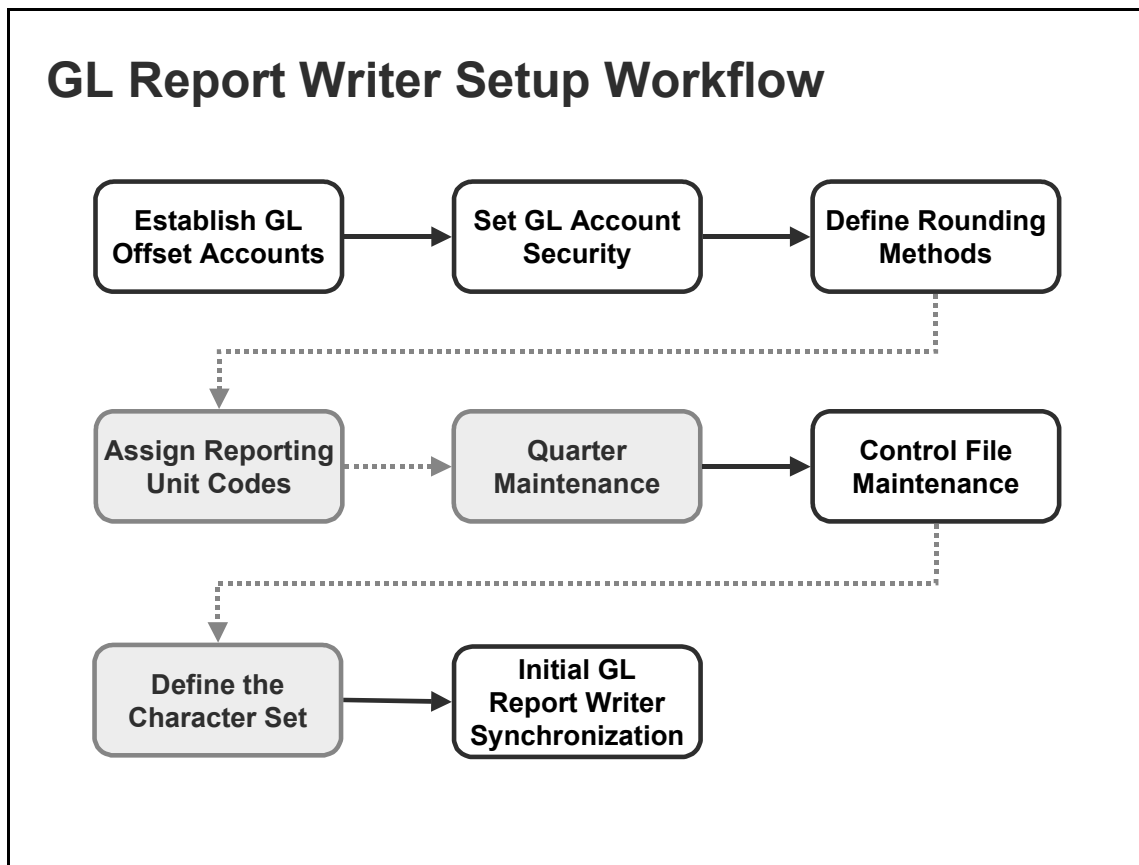 GL Report Writer Setup Workflow
Establish GL
Offset Accounts
Set GL Account
Security
Define Rounding
Methods
Assign Reporting
Unit Codes
Quarter
Maintenance
Control File
Maintenance
Define the
Character Set
Initial GL
Report Writer
Synchronization